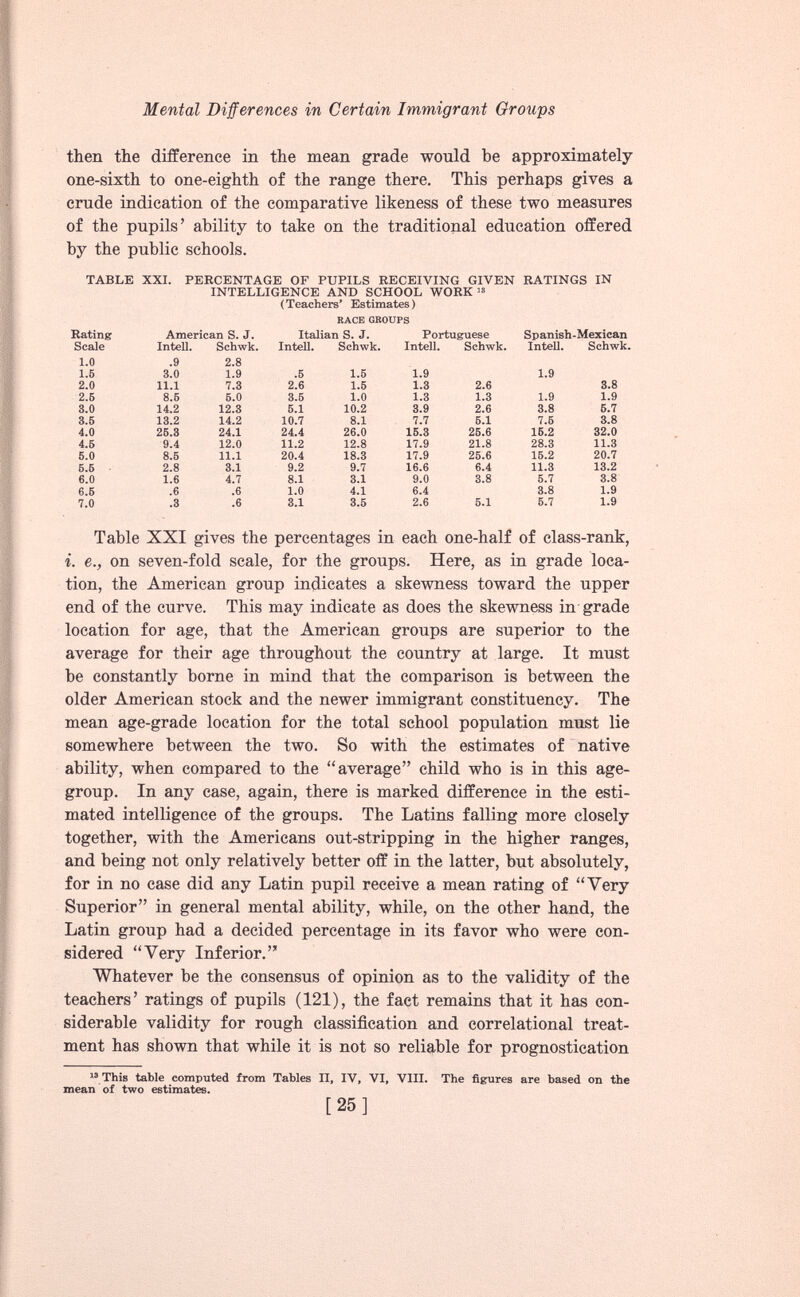 Mental Differences in Certain Immigrant Groups
then the difference in the mean grade would be approximately
one-sixth to one-eighth of the range there. This perhaps gives a
crude indication of the comparative likeness of these two measures
of the pupils' ability to take on the traditional education offered
by the public schools.
TABLE XXI. PERCENTAGE OF PUPILS RECEIVING GIVEN RATINGS IN
INTELLIGENCE AND SCHOOL WORK 13
(Teachers' Estimates)
RACE GROUPS
Rating American S. J. Italian S. J. Portuguese Spanish-Mexican
Scale Intell. Schwk. Intell. Schwk. Intell. Schwk. Intell. Schwk.
1.0 .9 2.8
1.5 3.0 1.9 .5 1.5 1.9 1.9
2.0 11.1 7.3 2.6 1.5 1.3 2.6 3.8
2.5 8.5 5.0 3.5 1.0 1.3 1.3 1.9 1.9
3.0 14.2 12.3 5.1 10.2 3.9 2.6 3.8 5.7
3.5 13.2 14.2 10.7 8.1 7.7 5.1 7.5 3.8
4.0 25.3 24.1 24.4 26.0 15.3 25.6 15.2 32.0
4.5 9.4 12.0 11.2 12.8 17.9 21.8 28.3 11.3
5.0 8.5 11.1 20.4 18.3 17.9 25.6 15.2 20.7
5.5 2.8 3.1 9.2 9.7 16.6 6.4 11.3 13.2
6.0 1.6 4.7 8.1 3.1 9.0 3.8 5.7 3.8
6.5 .6 .6 1.0 4.1 6.4 3.8 1.9
7.0 .3 .6 3.1 3.5 2.6 5.1 5.7 1.9
Table XXI gives the percentages in each one-half of class-rank,
i. e., on seven-fold scale, for the groups. Here, as in grade loca-
tion, the American group indicates a skewness toward the upper
end of the curve. This may indicate as does the skewness in grade
location for age, that the American groups are superior to the
average for their age throughout the country at large. It must
be constantly borne in mind that the comparison is between the
older American stock and the newer immigrant constituency. The
mean age-grade location for the total school population must lie
somewhere between the two. So with the estimates of native
ability, when compared to the "average" child who is in this age-
group. In any case, again, there is marked difference in the esti-
mated intelligence of the groups. The Latins falling more closely
together, with the Americans out-stripping in the higher ranges,
and being not only relatively better off in the latter, but absolutely,
for in no case did any Latin pupil receive a mean rating of "Very
Superior" in general mental ability, while, on the other hand, the
Latin group had a decided percentage in its favor who were con-
sidered "Very Inferior."
Whatever be the consensus of opinion as to the validity of the
teachers' ratings of pupils (121), the fact remains that it has con-
siderable validity for rough classification and correlational treat-
ment has shown that while it is not so reliable for prognostication
13 This table computed from Tables II, IV, VI, VIII. The figures are based on the
mean of two estimates.
[ 25 ]